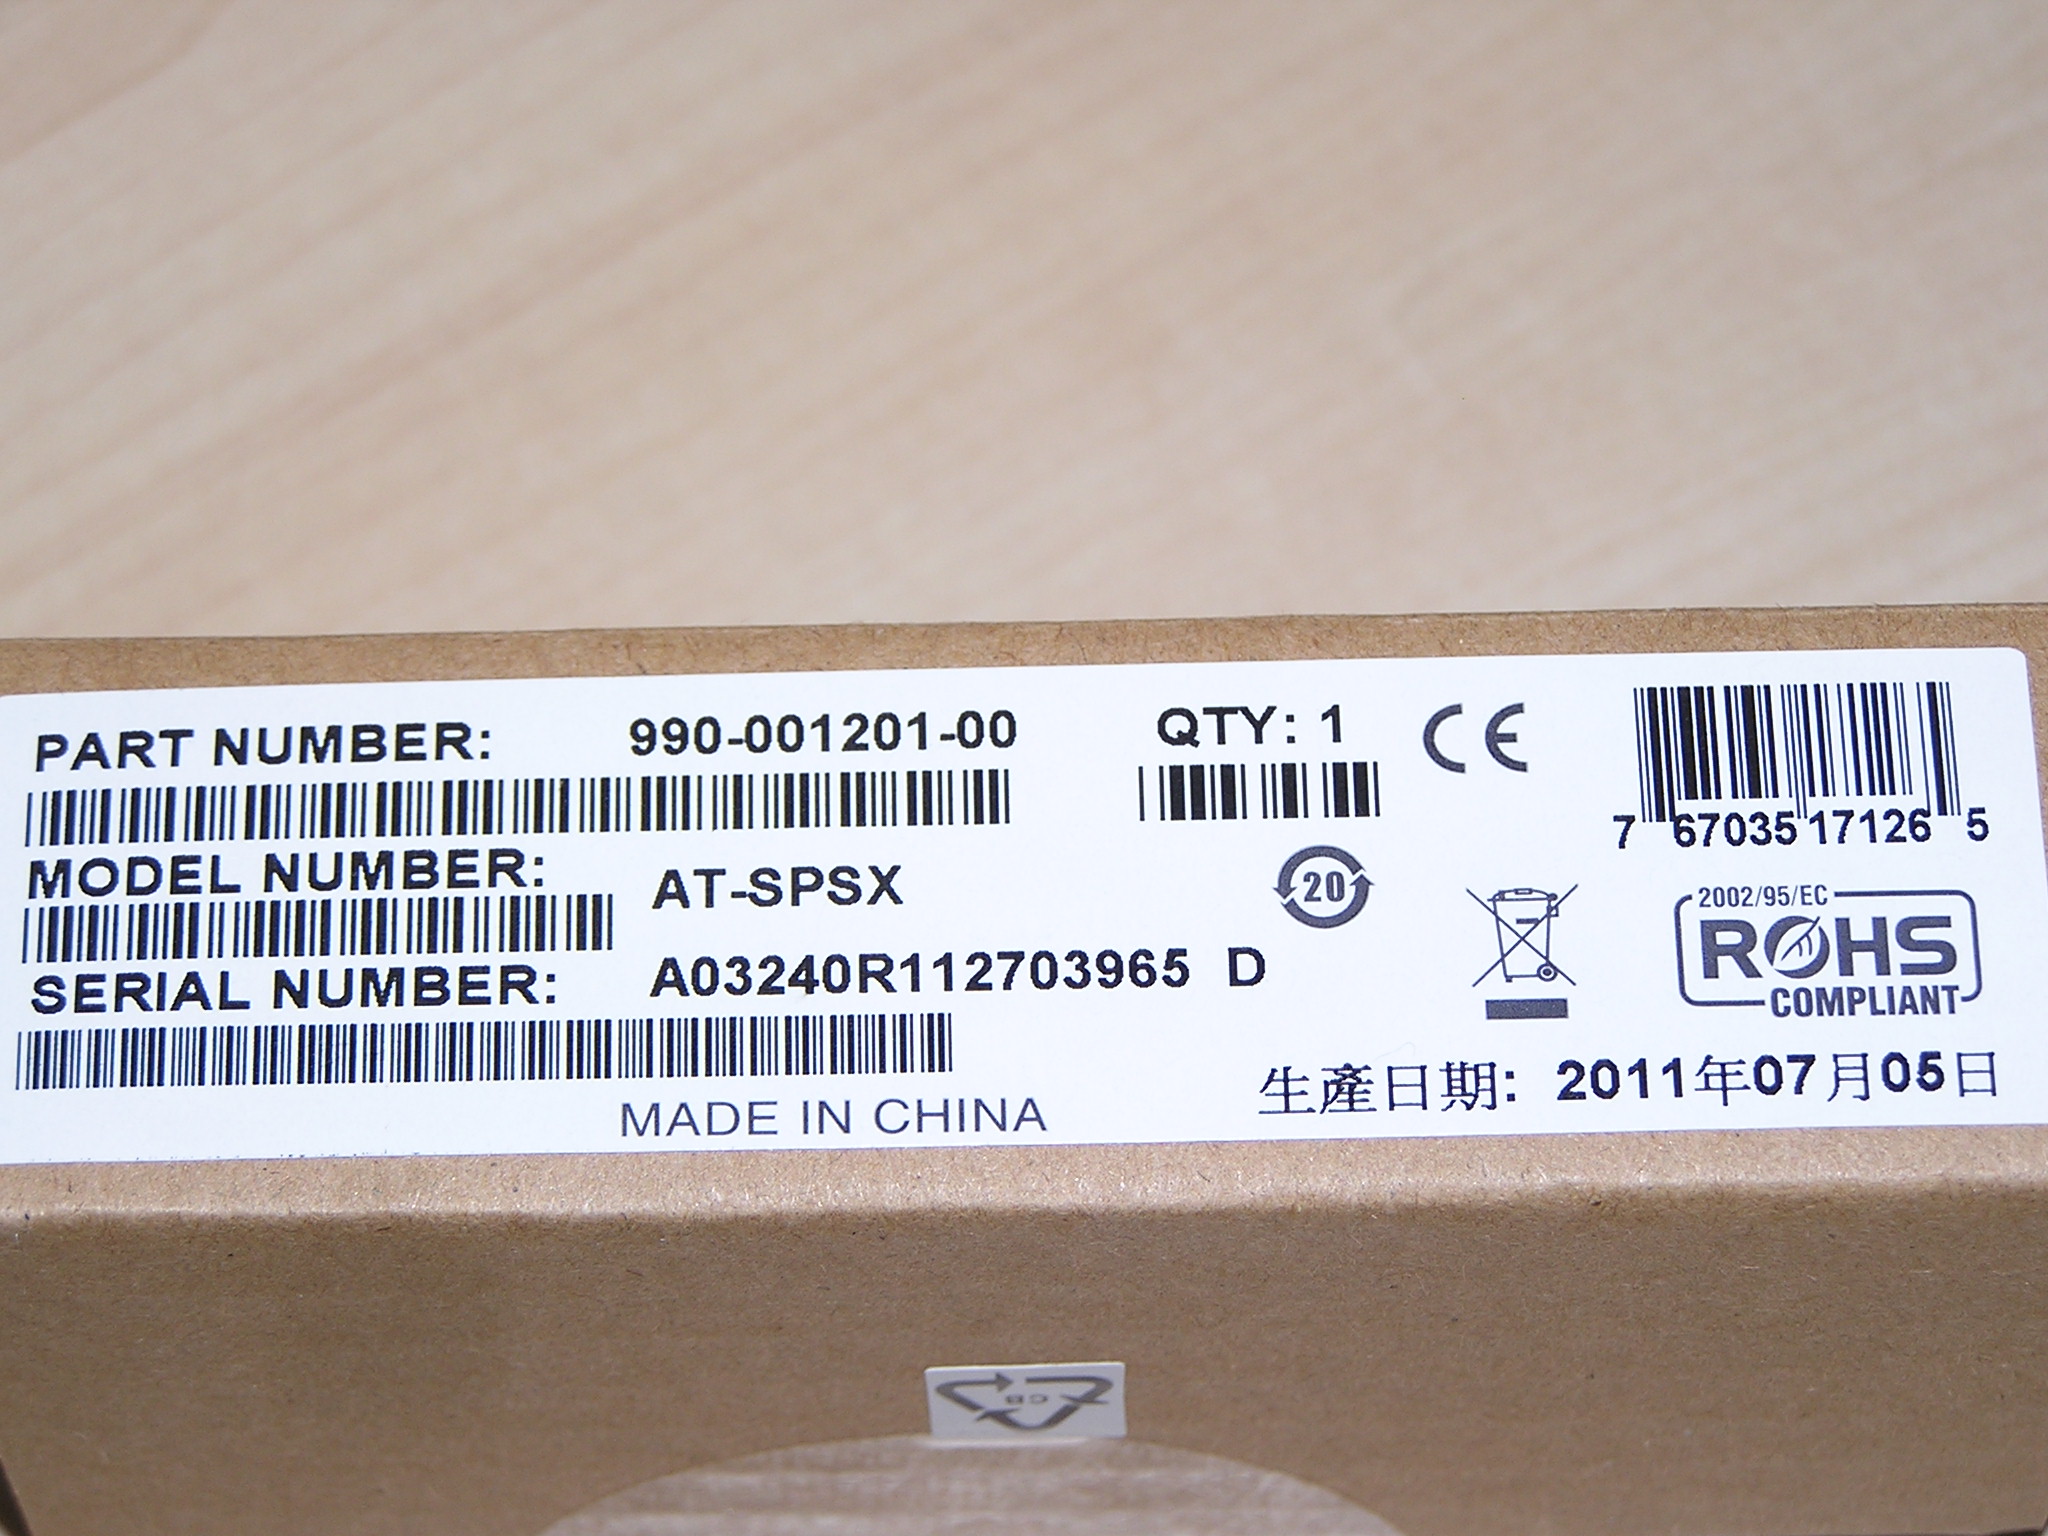 PART NUMBER: 990-001201-00 QTY: 1 CE
7 67035 17126 5
MODEL NUMBER: AT-SPSX
20
2002/95/EC
ROHS
COMPLIANT
SERIAL NUMBER: A03240R112703965 D
生產日期: 2011年07月05日
MADE IN CHINA
CB